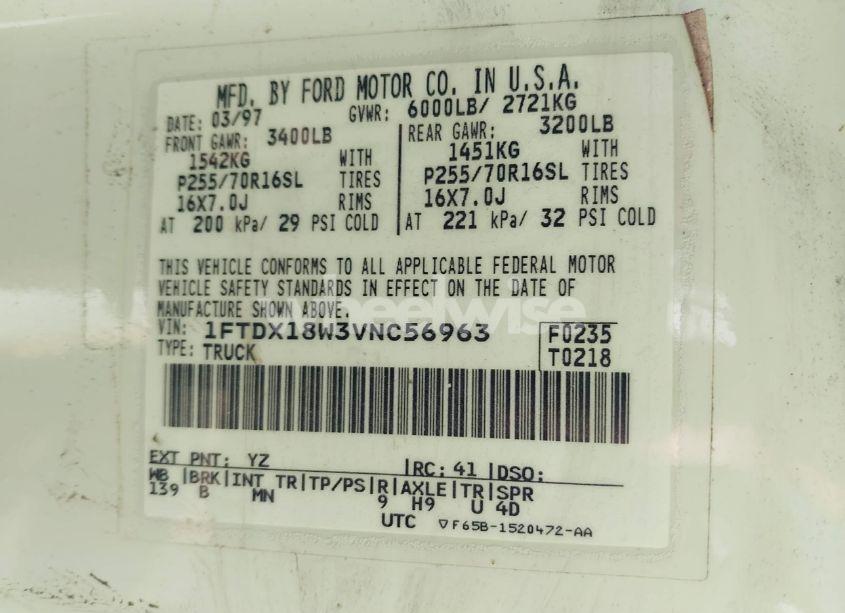 MFD. BY FORD MOTOR CO. IN U.S.A.
DATE: 03/97 GVWR: 6000LB/ 2721KG
FRONT GAWR: 3400LB REAR GAWR: 3200LB
1542KG WITH 1451KG WITH
P255/70R16SL TIRES P255/70R16SL TIRES
16X7.0J RIMS 16X7.0J RIMS
AT 200 kPa/ 29 PSI COLD AT 221 kPa/ 32 PSI COLD
THIS VEHICLE CONFORMS TO ALL APPLICABLE FEDERAL MOTOR
VEHICLE SAFETY STANDARDS IN EFFECT ON THE DATE OF
MANUFACTURE SHOWN ABOVE.
wheelwise
VIN: 1FTDX18W3VNC56963 F0235
TYPE: TRUCK T0218
EXT PNT: YZ RC: 41 DSO:
WB BRK INT TR TP/PS R AXLE TR SPR
139 B MN 9 H9 U 4D
UTC ▽F65B-1520472-AA